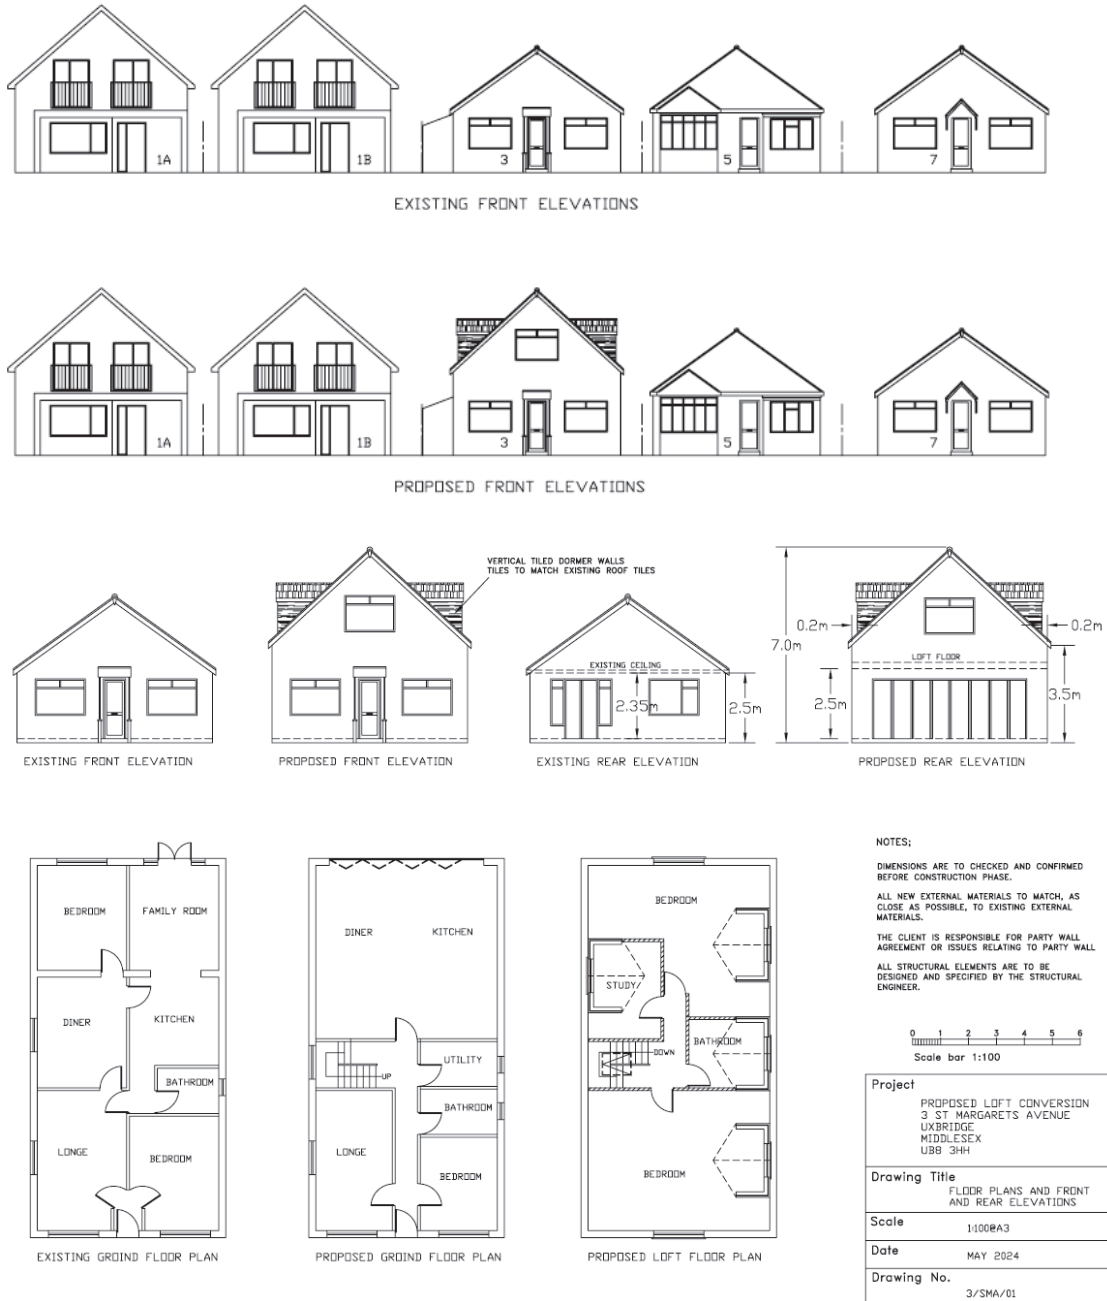 1A
1B
3
5
7
EXISTING FRONT ELEVATIONS
1A
1B
3
5
7
PROPOSED FRONT ELEVATIONS
VERTICAL TILED DORMER WALLS
TILES TO MATCH EXISTING ROOF TILES
EXISTING FRONT ELEVATION
PROPOSED FRONT ELEVATION
EXISTING CEILING
2.35m
2.5m
EXISTING REAR ELEVATION
0.2m
0.2m
7.0m
LOFT FLOOR
2.5m
3.5m
PROPOSED REAR ELEVATION
BEDROOM
FAMILY ROOM
DINER
KITCHEN
BATHROOM
LONGE
BEDROOM
EXISTING GROIND FLOOR PLAN
DINER
KITCHEN
UTILITY
UP
BATHROOM
LONGE
BEDROOM
PROPOSED GROIND FLOOR PLAN
BEDROOM
STUDY
BATHROOM
DOWN
BEDROOM
PROPOSED LOFT FLOOR PLAN
NOTES;
DIMENSIONS ARE TO CHECKED AND CONFIRMED
BEFORE CONSTRUCTION PHASE.
ALL NEW EXTERNAL MATERIALS TO MATCH, AS
CLOSE AS POSSIBLE, TO EXISTING EXTERNAL
MATERIALS.
THE CLIENT IS RESPONSIBLE FOR PARTY WALL
AGREEMENT OR ISSUES RELATING TO PARTY WALL
ALL STRUCTURAL ELEMENTS ARE TO BE
DESIGNED AND SPECIFIED BY THE STRUCTURAL
ENGINEER.
0 1 2 3 4 5 6
Scale bar 1:100
Project
PROPOSED LOFT CONVERSION
3 ST MARGARETS AVENUE
UXBRIDGE
MIDDLESEX
UB8 3HH
Drawing Title
FLOOR PLANS AND FRONT
AND REAR ELEVATIONS
Scale
1:100@A3
Date
MAY 2024
Drawing No.
3/SMA/01